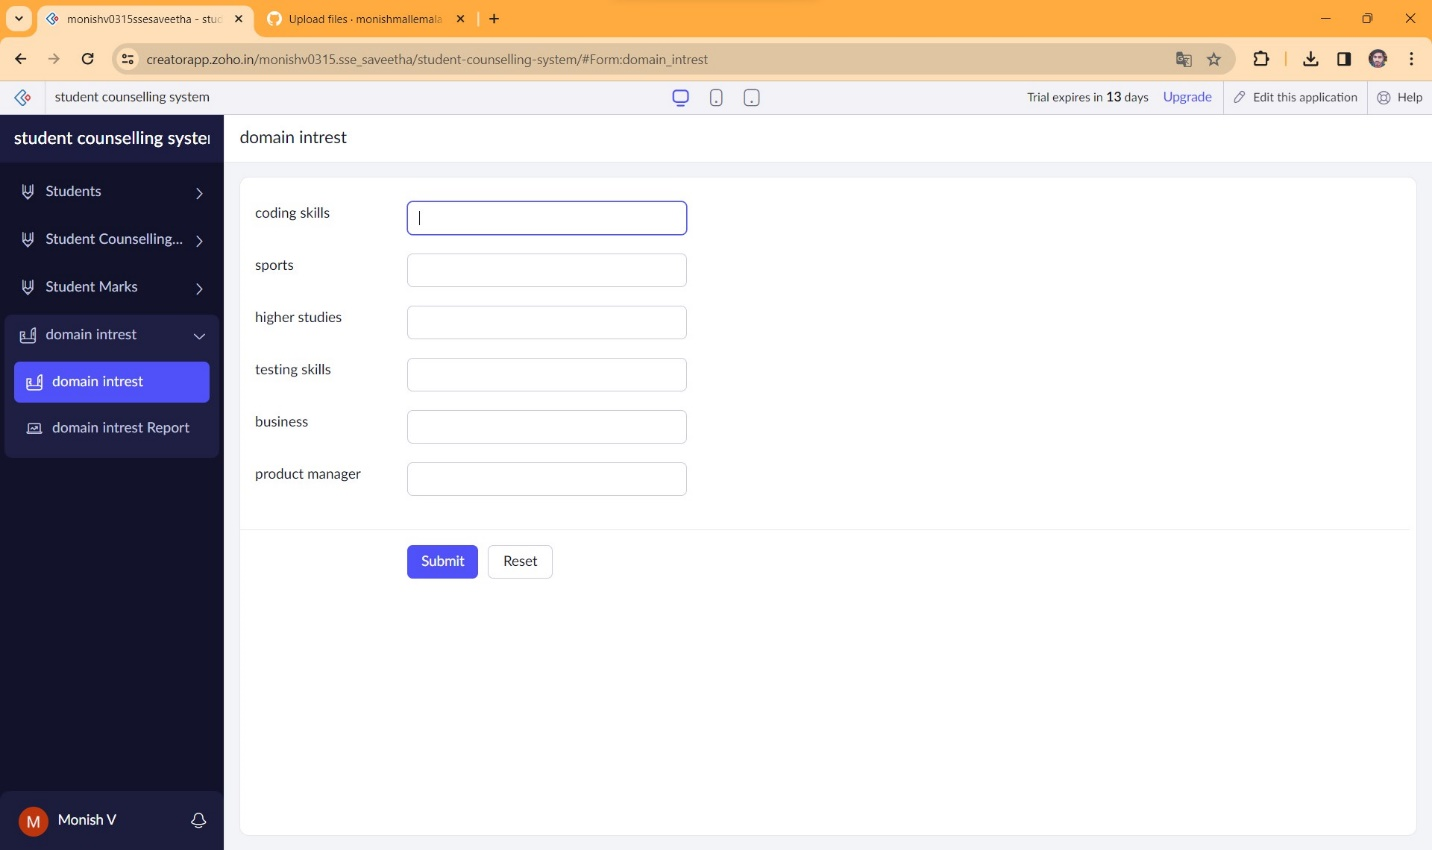 monishv0315ssesaveetha - stud
Upload files · monishmallemala
creatorapp.zoho.in/monishv0315.sse_saveetha/student-counselling-system/#Form:domain_intrest
student counselling system
Trial expires in 13 days Upgrade Edit this application Help
student counselling syster
domain intrest
Students
Student Counselling...
Student Marks
domain intrest
domain intrest
domain intrest Report
coding skills
sports
higher studies
testing skills
business
product manager
Submit Reset
M Monish V